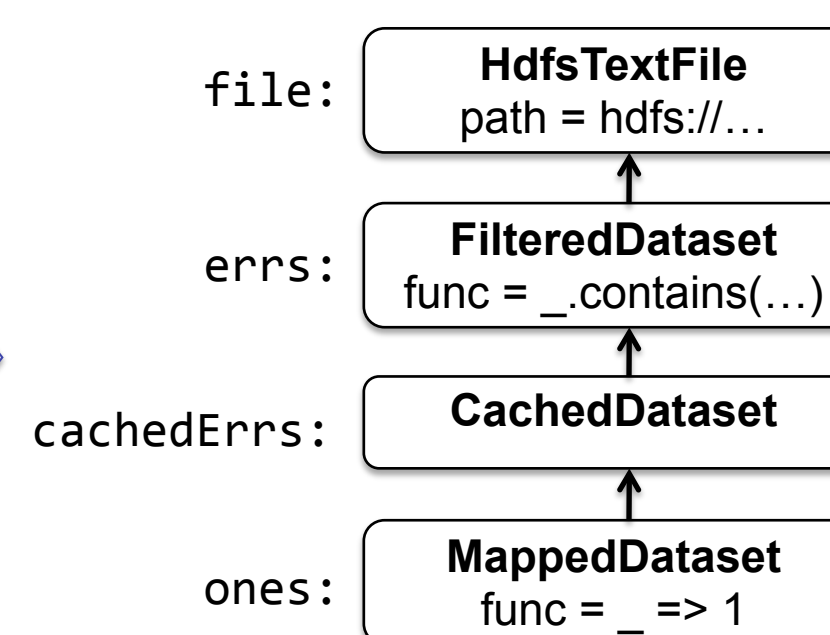 file:
HdfsTextFile
path = hdfs://…
errs:
FilteredDataset
func = _.contains(…)
cachedErrs:
CachedDataset
ones:
MappedDataset
func = _ => 1